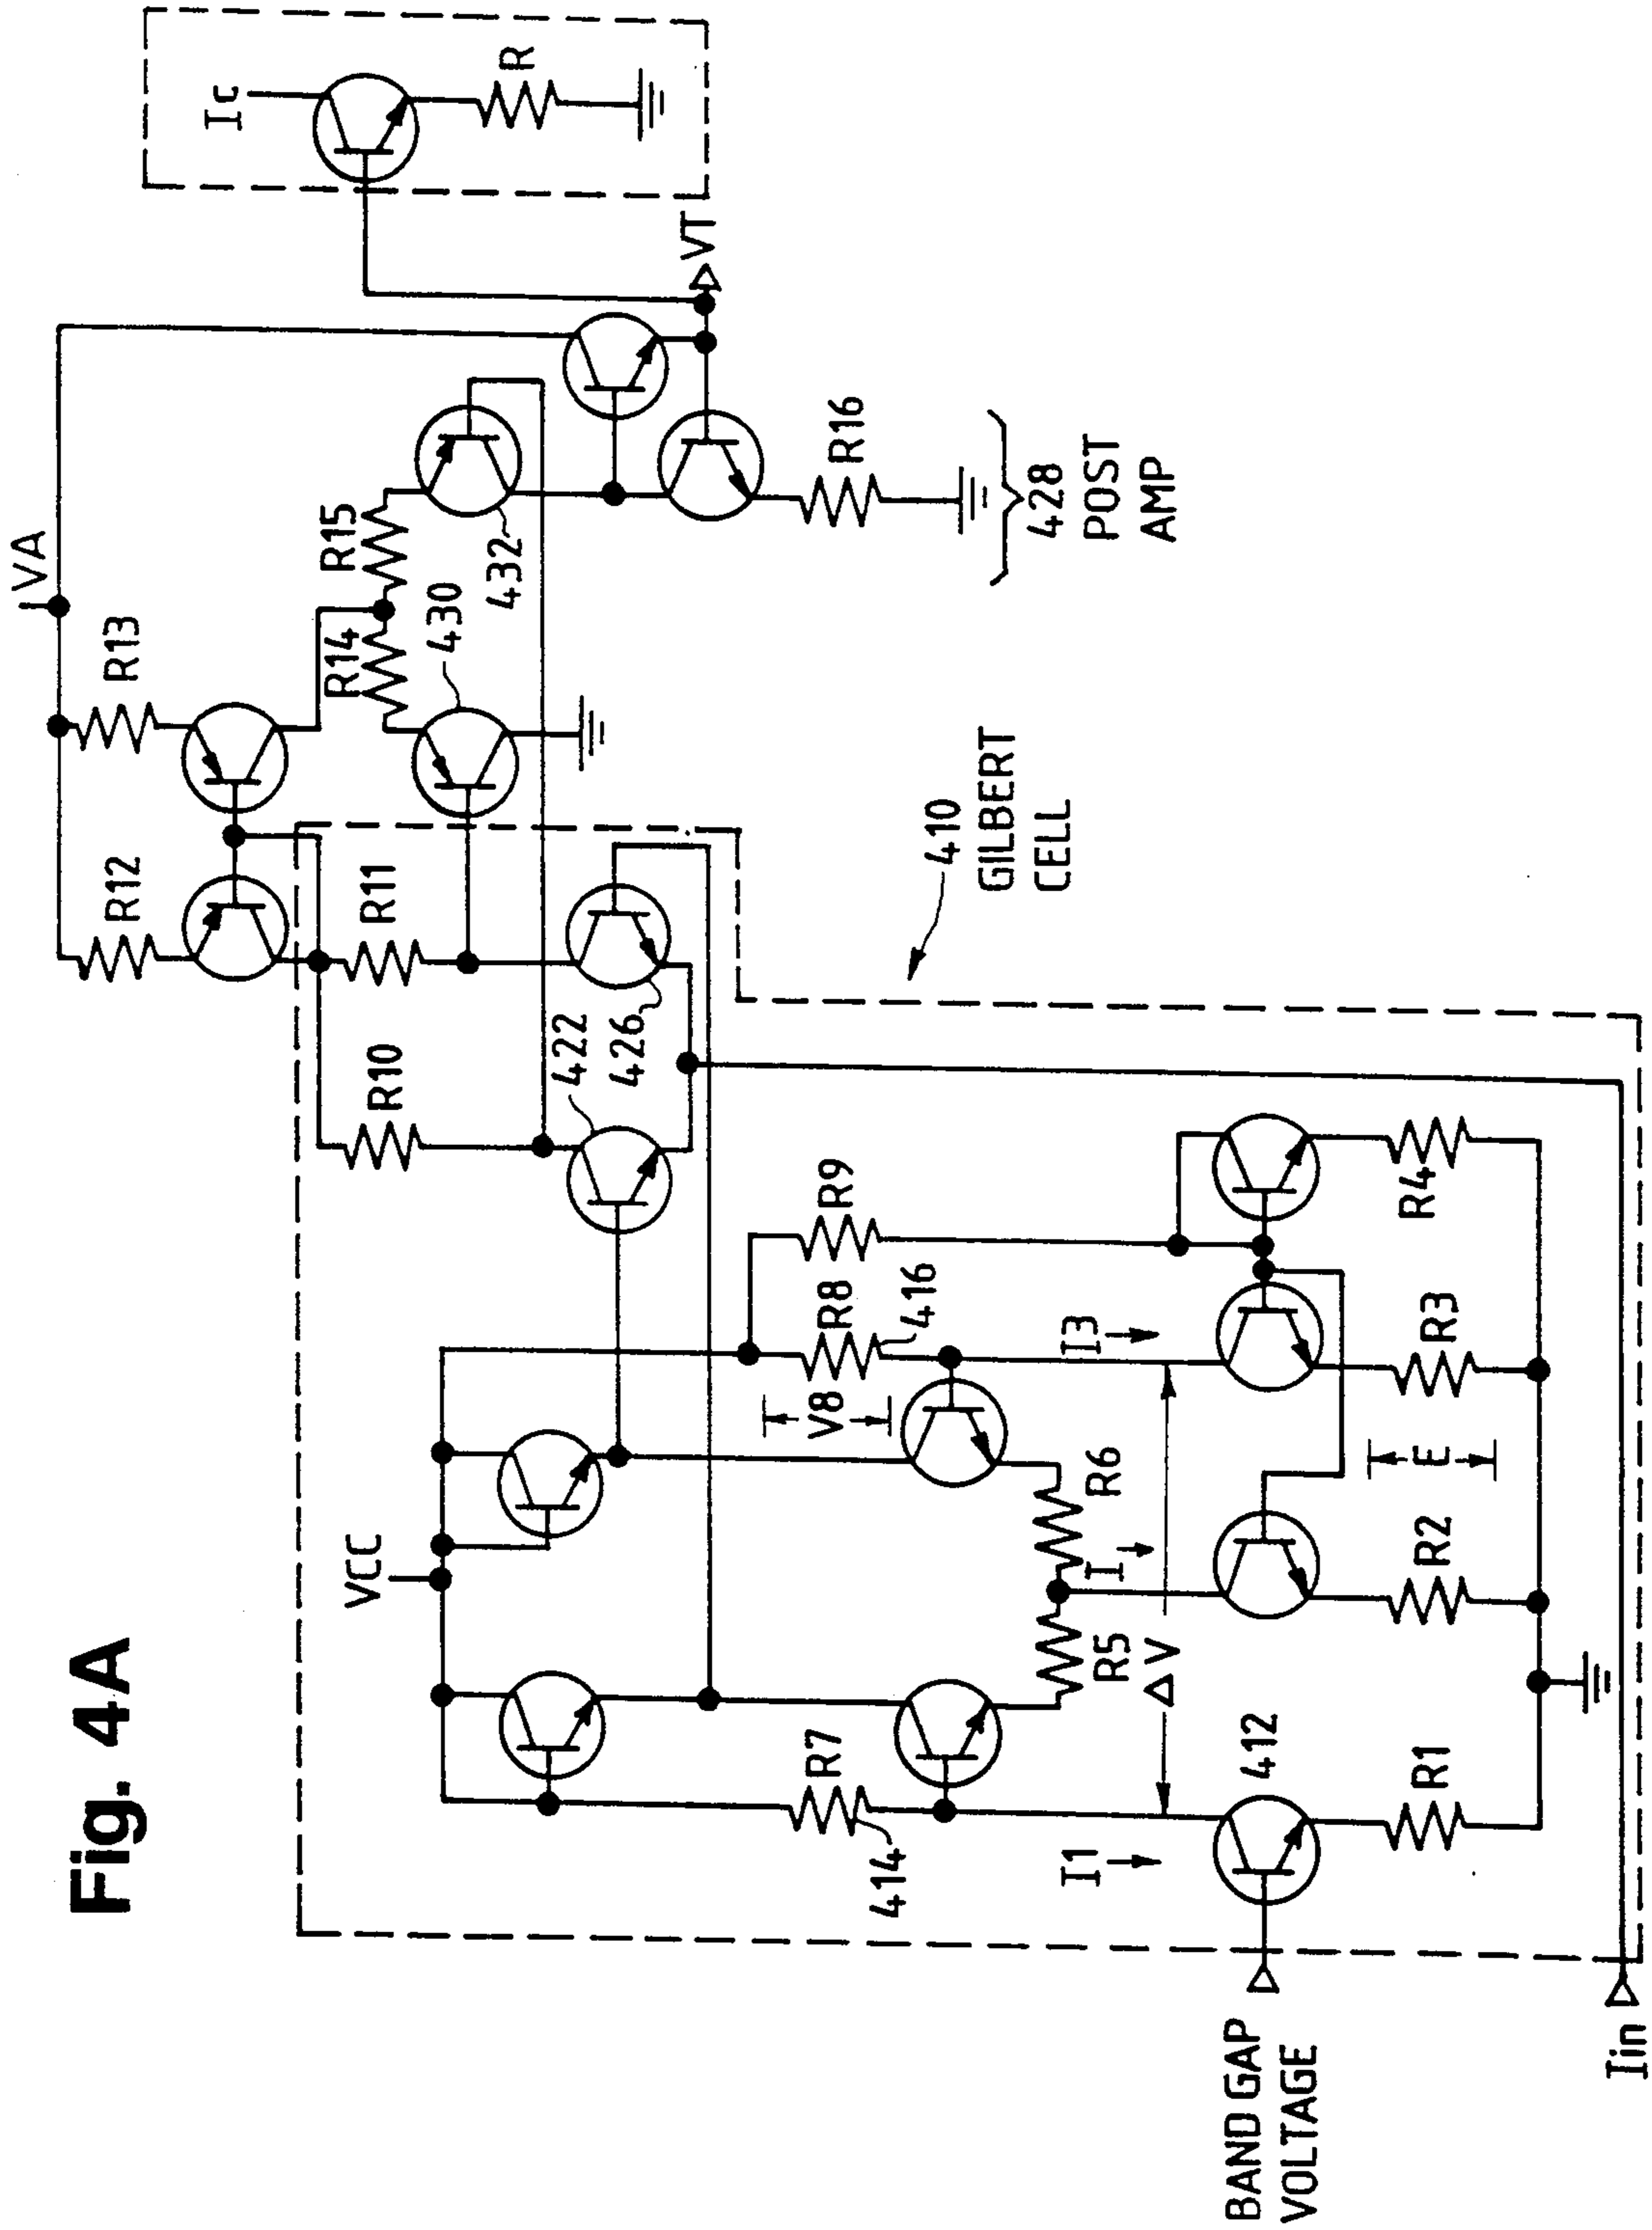 Fig. 4A
VA
R12
R13
R14
R15
430
432
Ic
R
VT
R16
428
POST
AMP
R10
R11
422
426
410
GILBERT
CELL
VCC
R7
414
V8
R8
416
R9
R5
R6
I
ΔV
I1
I3
412
E
R1
R2
R3
R4
BAND GAP
VOLTAGE
Iin